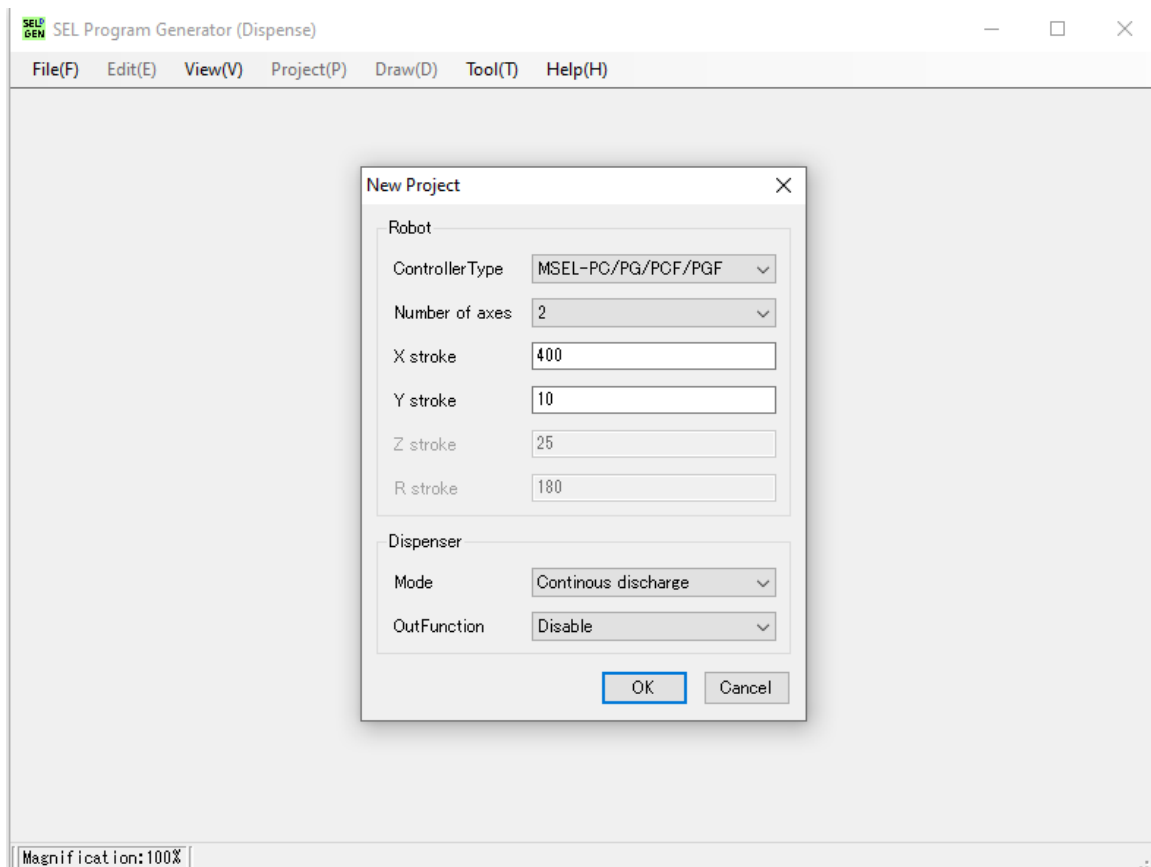 SEL P GEN SEL Program Generator (Dispense)
File(F) Edit(E) View(V) Project(P) Draw(D) Tool(T) Help(H)
New Project
Robot
ControllerType MSEL-PC/PG/PCF/PGF
Number of axes 2
X stroke 400
Y stroke 10
Z stroke 25
R stroke 180
Dispenser
Mode Continous discharge
OutFunction Disable
OK Cancel
Magnification:100%